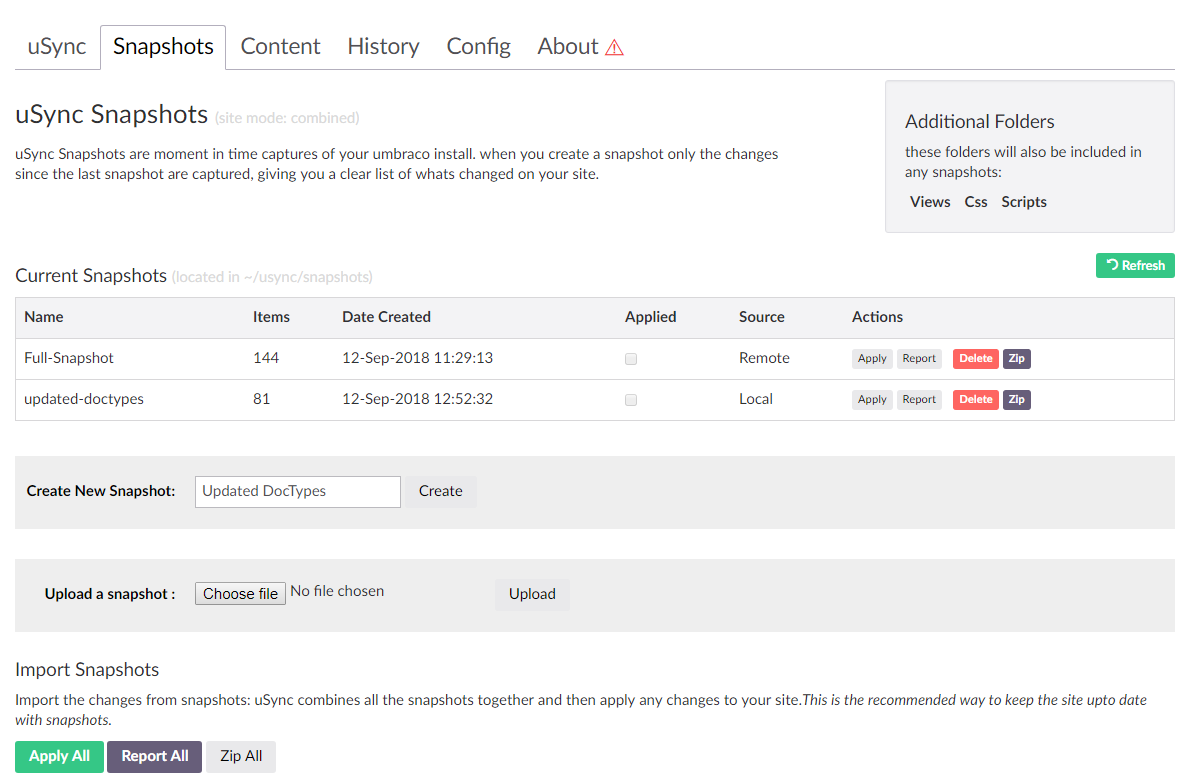 uSync Snapshots Content History Config About
uSync Snapshots (site mode: combined)
uSync Snapshots are moment in time captures of your umbraco install. when you create a snapshot only the changes
since the last snapshot are captured, giving you a clear list of whats changed on your site.
Additional Folders
these folders will also be included in
any snapshots:
Views Css Scripts
Current Snapshots (located in ~/usync/snapshots)
Refresh
Name Items Date Created Applied Source Actions
Full-Snapshot 144 12-Sep-2018 11:29:13 Remote Apply Report Delete Zip
updated-doctypes 81 12-Sep-2018 12:52:32 Local Apply Report Delete Zip
Create New Snapshot: Updated DocTypes Create
Upload a snapshot : Choose file No file chosen Upload
Import Snapshots
Import the changes from snapshots: uSync combines all the snapshots together and then apply any changes to your site.This is the recommended way to keep the site upto date
with snapshots.
Apply All Report All Zip All